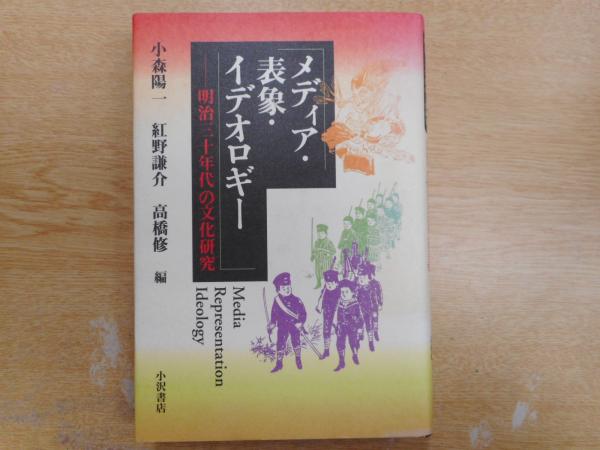 メディア・
表象・
イデオロギー
——明治三十年代の文化研究
小森陽一 紅野謙介 高橋修 編
Media
Representation
Ideology
小沢書店